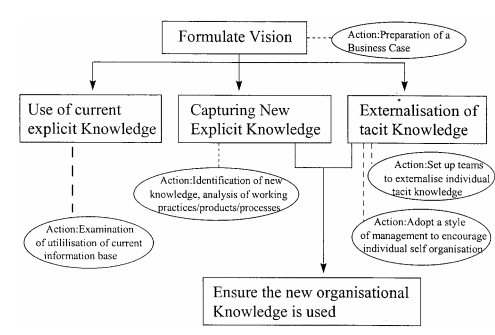 Formulate Vision
Action:Preparation of a
Business Case
Use of current
explicit Knowledge
Capturing New
Explicit Knowledge
Externalisation of
tacit Knowledge
Action:Identification of new
knowledge, analysis of working
practices/products/processes
Action:Set up teams
to externalise individual
tacit knowledge
Action:Examination
of utililisation of current
information base
Action:Adopt a style
of management to encourage
individual self organisation
Ensure the new organisational
Knowledge is used